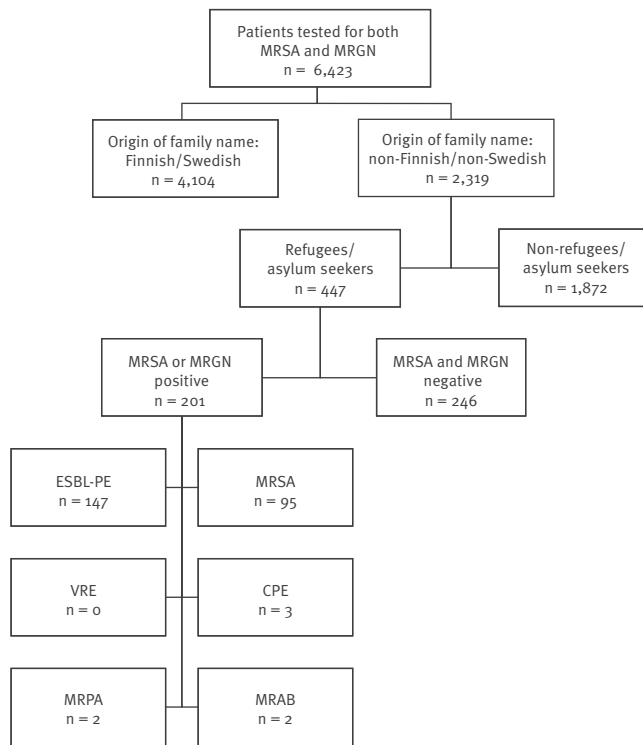 Patients tested for both
MRSA and MRGN
n = 6,423
Origin of family name:
Finnish/Swedish
n = 4,104
Origin of family name:
non-Finnish/non-Swedish
n = 2,319
Refugees/
asylum seekers
n = 447
Non-refugees/
asylum seekers
n = 1,872
MRSA or MRGN
positive
n = 201
MRSA and MRGN
negative
n = 246
ESBL-PE
n = 147
MRSA
n = 95
VRE
n = 0
CPE
n = 3
MRPA
n = 2
MRAB
n = 2